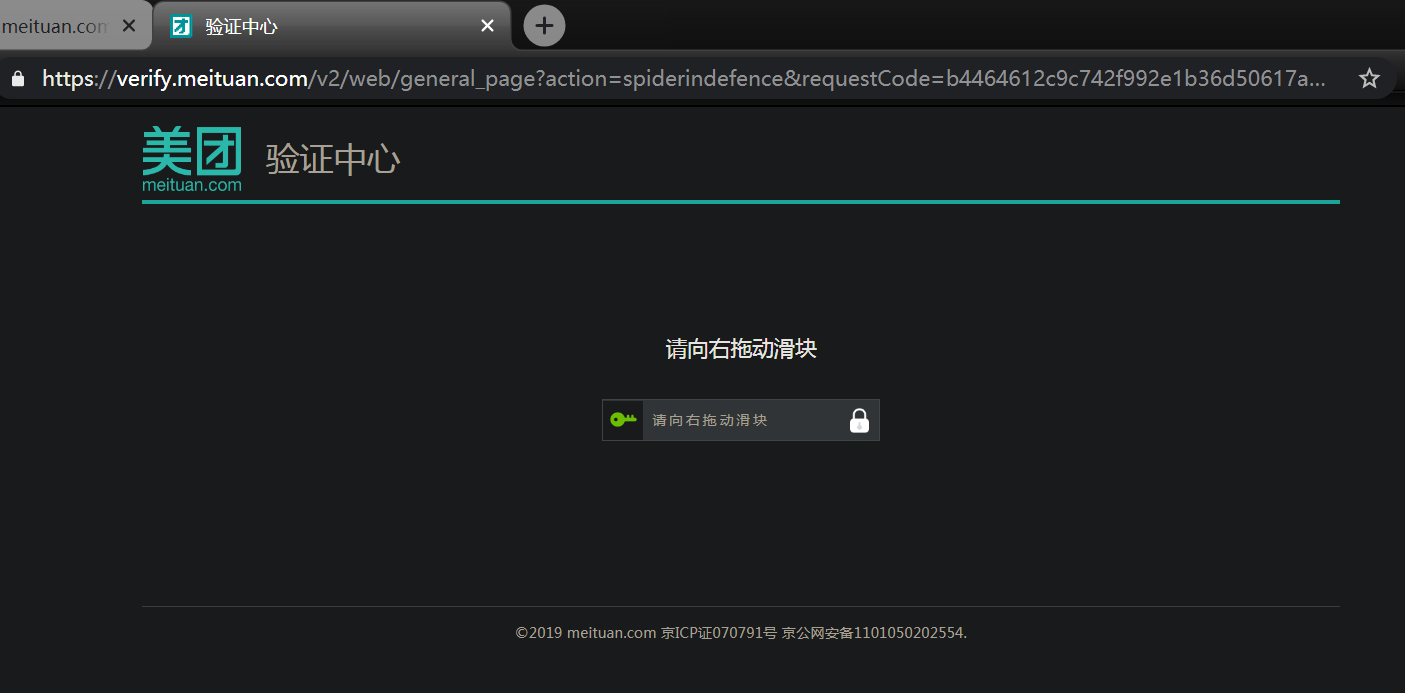 meituan.com
验证中心
https://verify.meituan.com/v2/web/general_page?action=spiderindefence&requestCode=b4464612c9c742f992e1b36d50617a...
美团
meituan.com
验证中心
请向右拖动滑块
请向右拖动滑块
©2019 meituan.com 京ICP证070791号 京公网安备1101050202554.